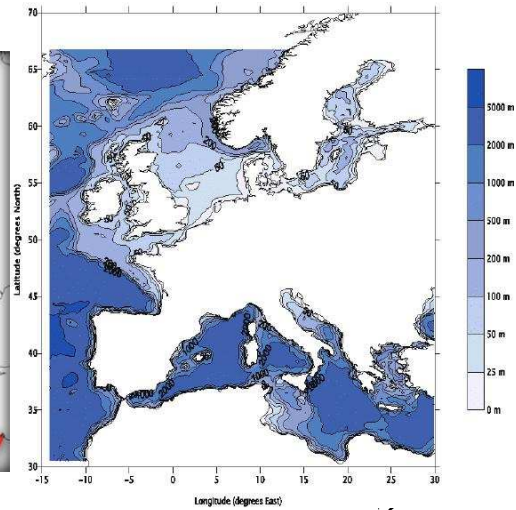 70
65
60
55
50
45
40
35
30
Latitude (degrees North)
-15 -10 -5 0 5 10 15 20 25 30
Longitude (degrees East)
5000 m
2000 m
1000 m
500 m
200 m
100 m
50 m
25 m
0 m